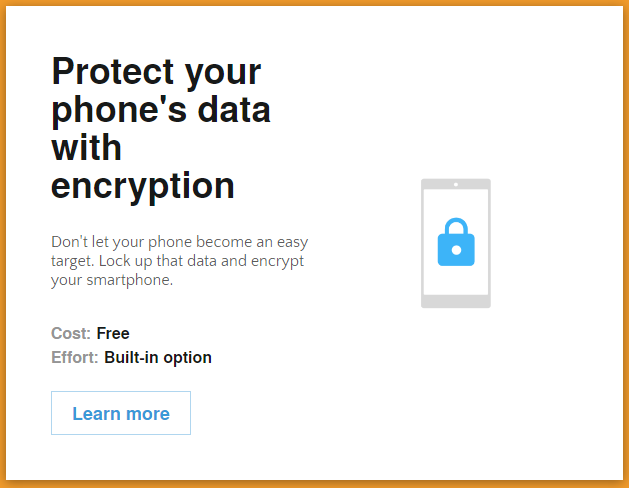 Protect your
phone's data
with
encryption
Don't let your phone become an easy
target. Lock up that data and encrypt
your smartphone.
Cost: Free
Effort: Built-in option
Learn more